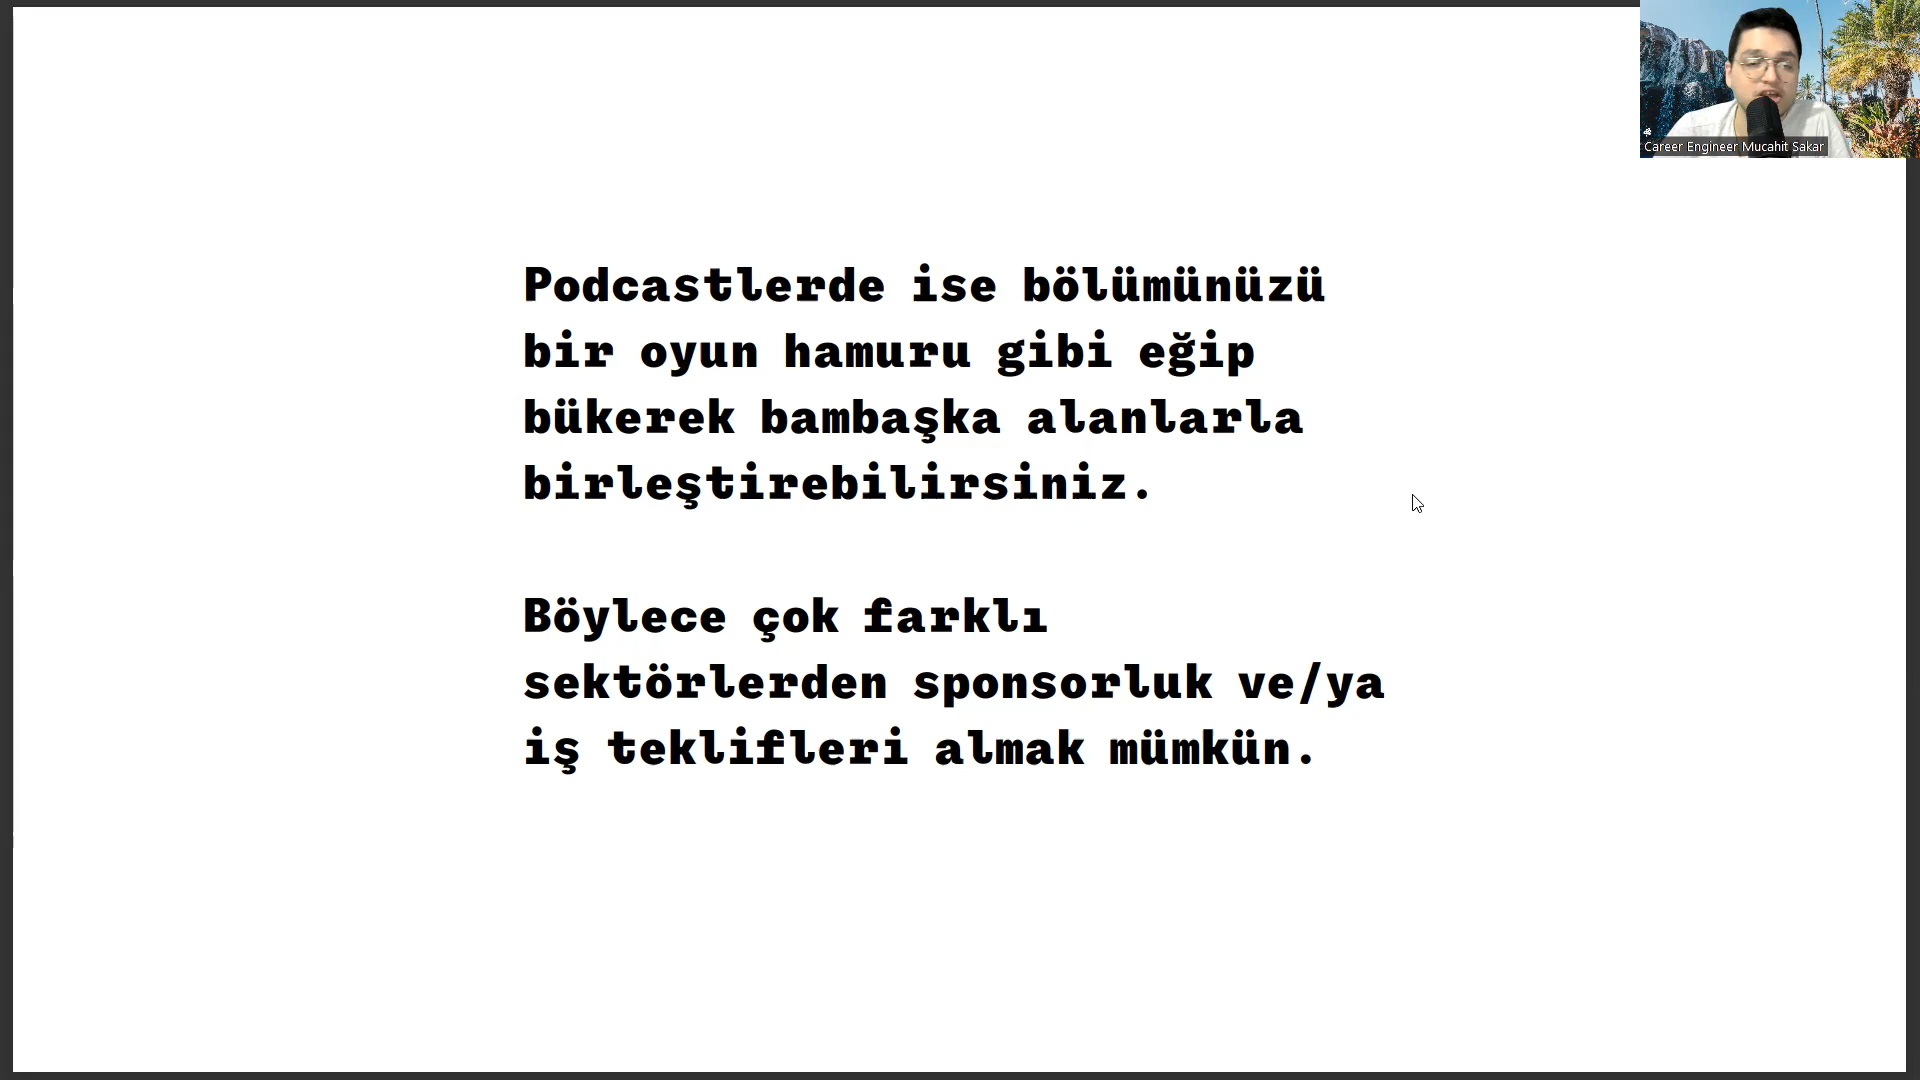 Career Engineer Mucahit Sakar
Podcastlerde ise bölümünüzü
bir oyun hamuru gibi eğip
bükerek bambaşka alanlarla
birleştirebilirsiniz.
Böylece çok farklı
sektörlerden sponsorluk ve/ya
iş teklifleri almak mümkün.